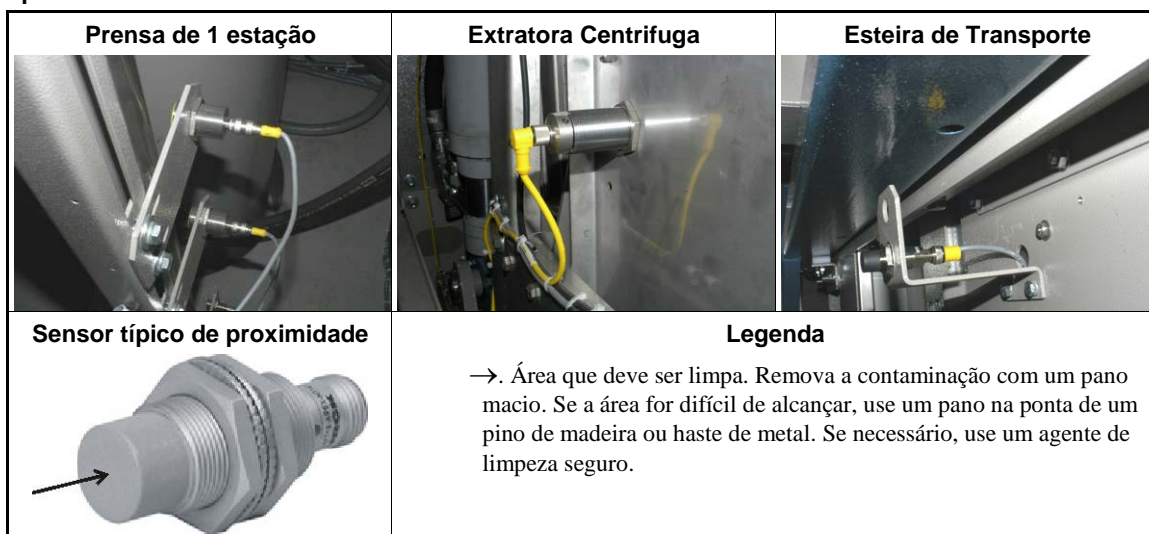 Prensa de 1 estação
Extratora Centrifuga
Esteira de Transporte
Sensor típico de proximidade
Legenda
→. Área que deve ser limpa. Remova a contaminação com um pano
macio. Se a área for difícil de alcançar, use um pano na ponta de um
pino de madeira ou haste de metal. Se necessário, use um agente de
limpeza seguro.